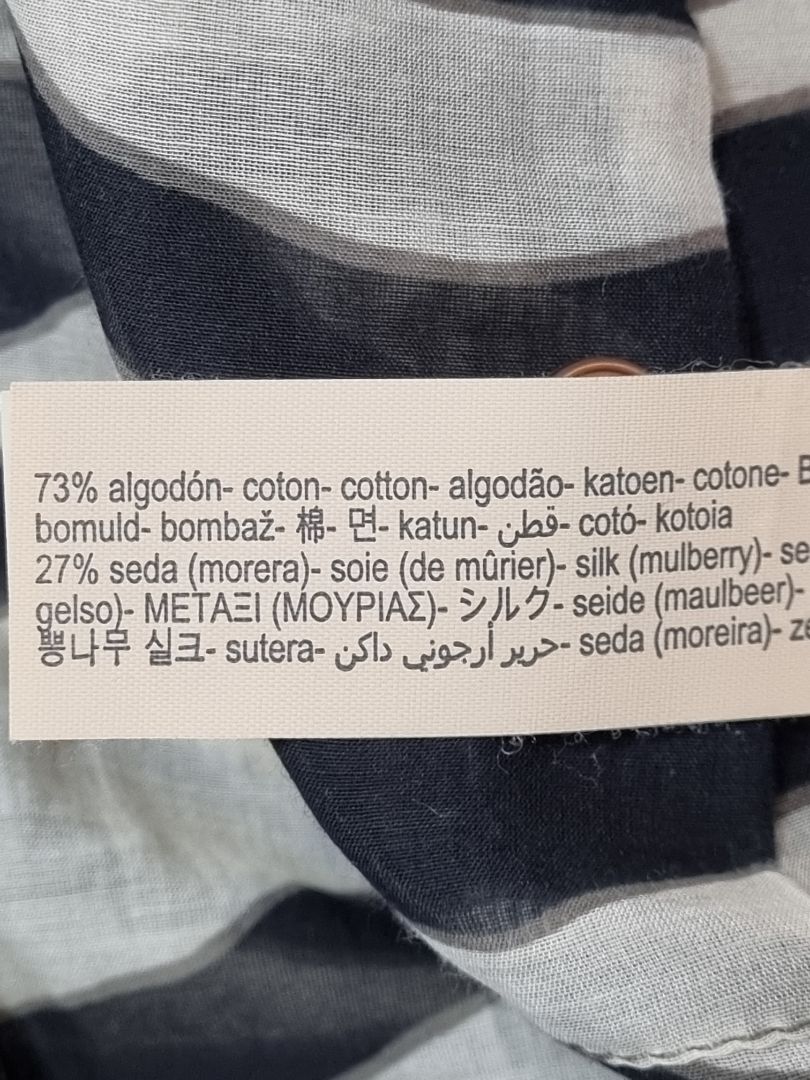 73% algodón- coton- cotton- algodão- katoen- cotone-
bomuld- bombaž- 棉- 면- katun- قطن- cotó- kotoia
27% seda (morera)- soie (de mûrier)- silk (mulberry)-
gelso)- ΜΕΤΑΞΙ (ΜΟΥΡΙΑΣ)- シルク- seide (maulbeer)-
뽕나무 실크- sutera- حرير أرجوني داكن- seda (moreira)-